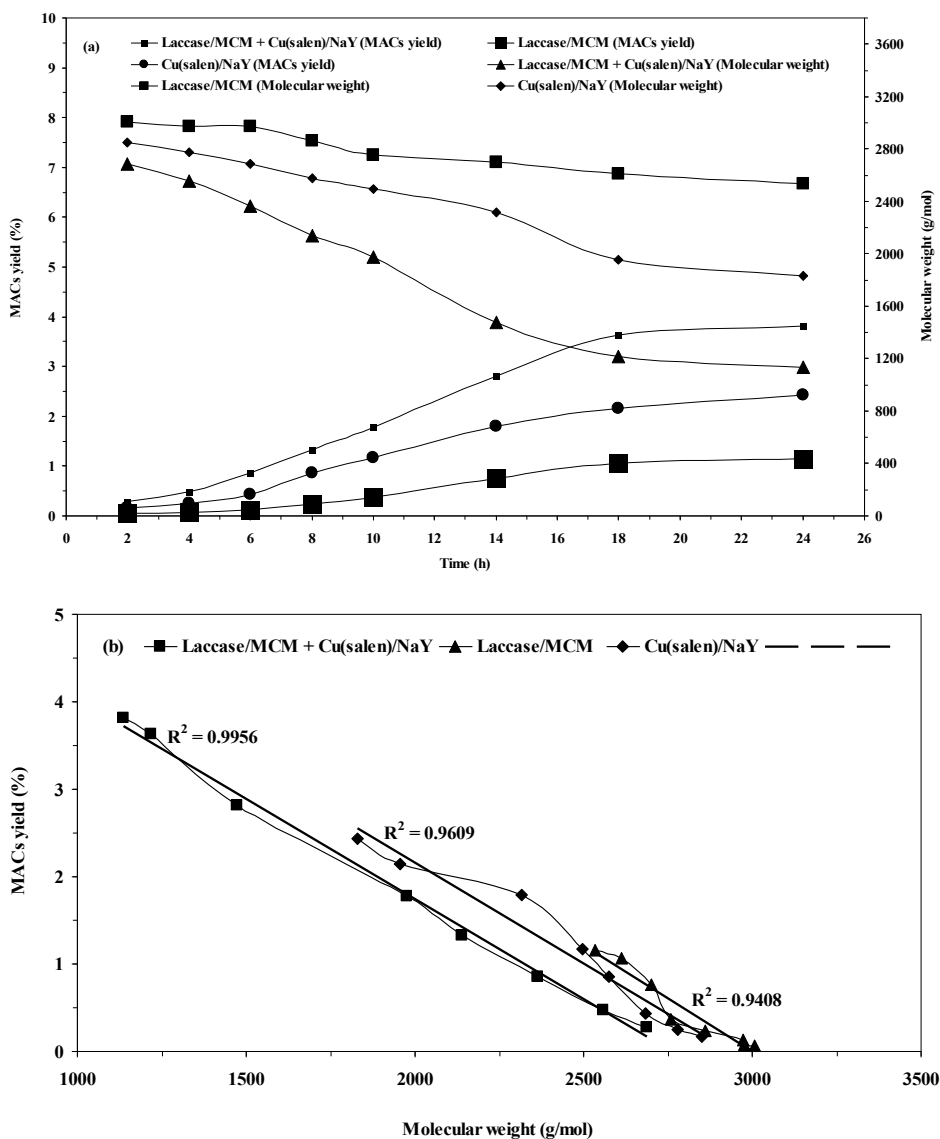 (a)
Laccase/MCM + Cu(salen)/NaY (MACs yield)
Laccase/MCM (MACs yield)
Cu(salen)/NaY (MACs yield)
Laccase/MCM + Cu(salen)/NaY (Molecular weight)
Laccase/MCM (Molecular weight)
Cu(salen)/NaY (Molecular weight)
MACs yield (%)
10
9
8
7
6
5
4
3
2
1
0
3600
3200
2800
2400
2000
1600
1200
800
400
0
Molecular weight (g/mol)
0 2 4 6 8 10 12 14 16 18 20 22 24 26
Time (h)
(b) Laccase/MCM + Cu(salen)/NaY Laccase/MCM Cu(salen)/NaY
MACs yield (%)
5
4
3
2
1
0
R² = 0.9956
R² = 0.9609
R² = 0.9408
1000 1500 2000 2500 3000 3500
Molecular weight (g/mol)